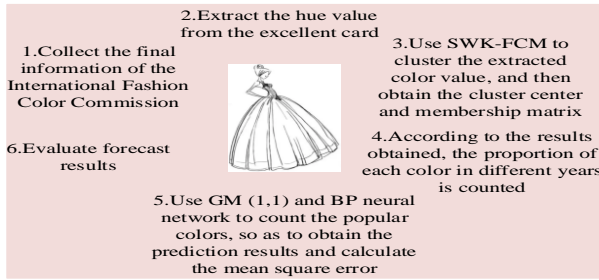 1.Collect the final
information of the
International Fashion
Color Commission
2.Extract the hue value
from the excellent card
3.Use SWK-FCM to
cluster the extracted
color value, and then
obtain the cluster center
and membership matrix
4.According to the results
obtained, the proportion of
each color in different years
is counted
5.Use GM (1,1) and BP neural
network to count the popular
colors, so as to obtain the
prediction results and calculate
the mean square error
6.Evaluate forecast
results